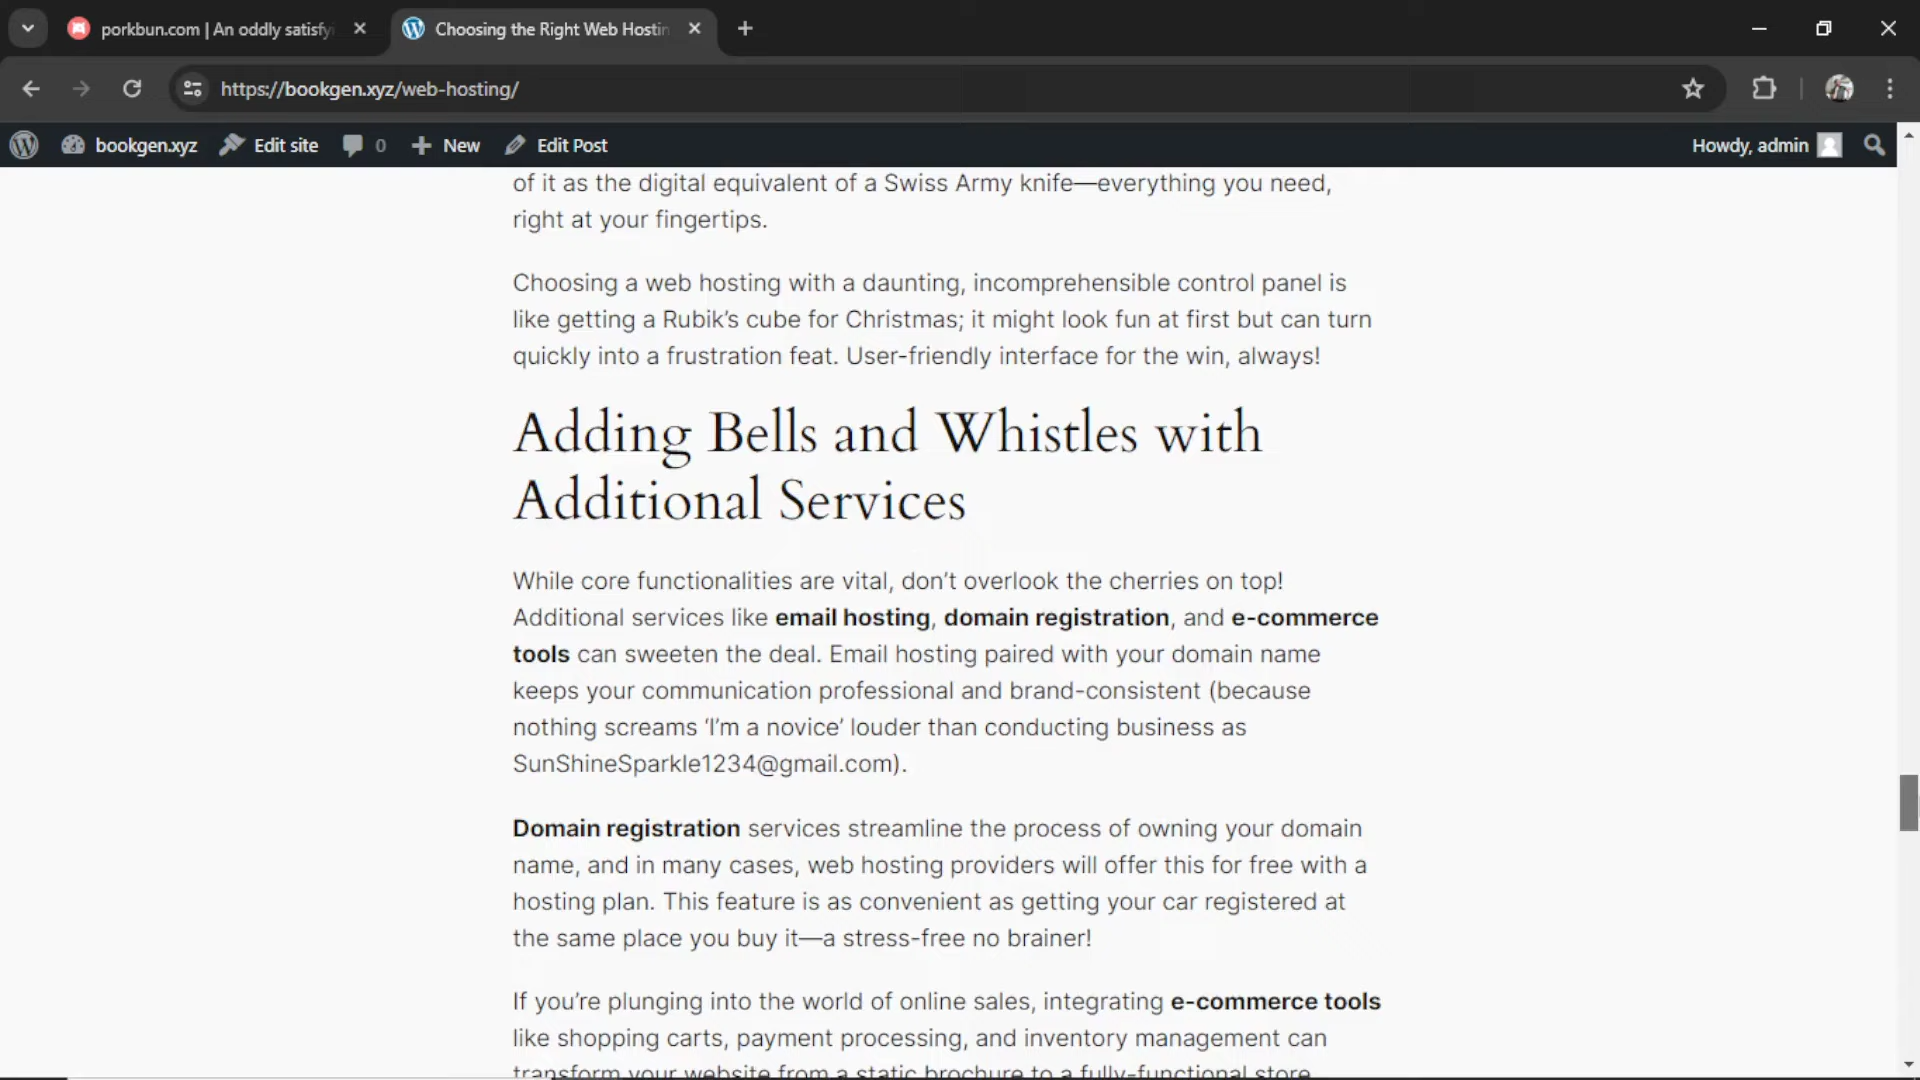 porkbun.com | An oddly satisfy
Choosing the Right Web Hostin
https://bookgen.xyz/web-hosting/
bookgen.xyz
Edit site
0
New
Edit Post
Howdy, admin
of it as the digital equivalent of a Swiss Army knife—everything you need,
right at your fingertips.
Choosing a web hosting with a daunting, incomprehensible control panel is
like getting a Rubik’s cube for Christmas; it might look fun at first but can turn
quickly into a frustration feat. User-friendly interface for the win, always!
Adding Bells and Whistles with
Additional Services
While core functionalities are vital, don’t overlook the cherries on top!
Additional services like email hosting, domain registration, and e-commerce
tools can sweeten the deal. Email hosting paired with your domain name
keeps your communication professional and brand-consistent (because
nothing screams ‘I’m a novice’ louder than conducting business as
SunShineSparkle1234@gmail.com).
Domain registration services streamline the process of owning your domain
name, and in many cases, web hosting providers will offer this for free with a
hosting plan. This feature is as convenient as getting your car registered at
the same place you buy it—a stress-free no brainer!
If you’re plunging into the world of online sales, integrating e-commerce tools
like shopping carts, payment processing, and inventory management can
transform your website from a static brochure to a fully-functional store